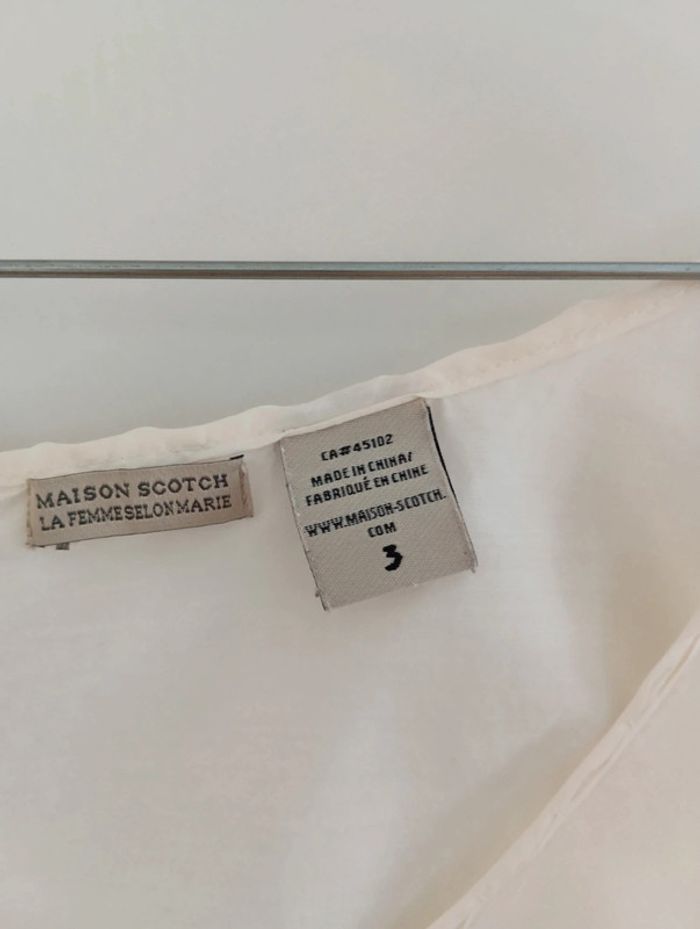 MAISON SCOTCH
LA FEMME SELON MARIE
CA#45102
MADE IN CHINA/
FABRIQUÉ EN CHINE
WWW.MAISON-SCOTCH.
COM
3